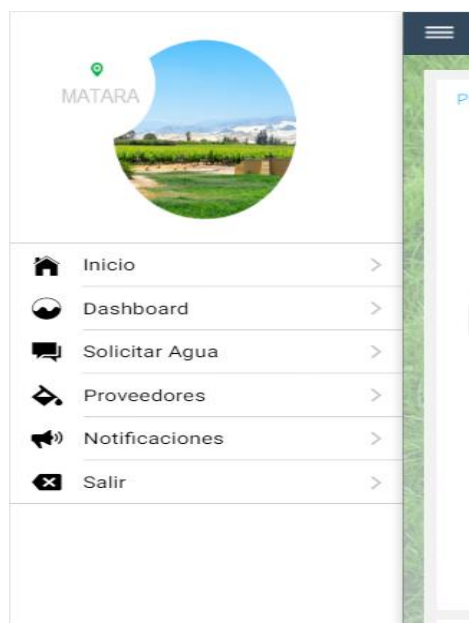 MATARA
P
Inicio
Dashboard
Solicitar Agua
Proveedores
Notificaciones
Salir